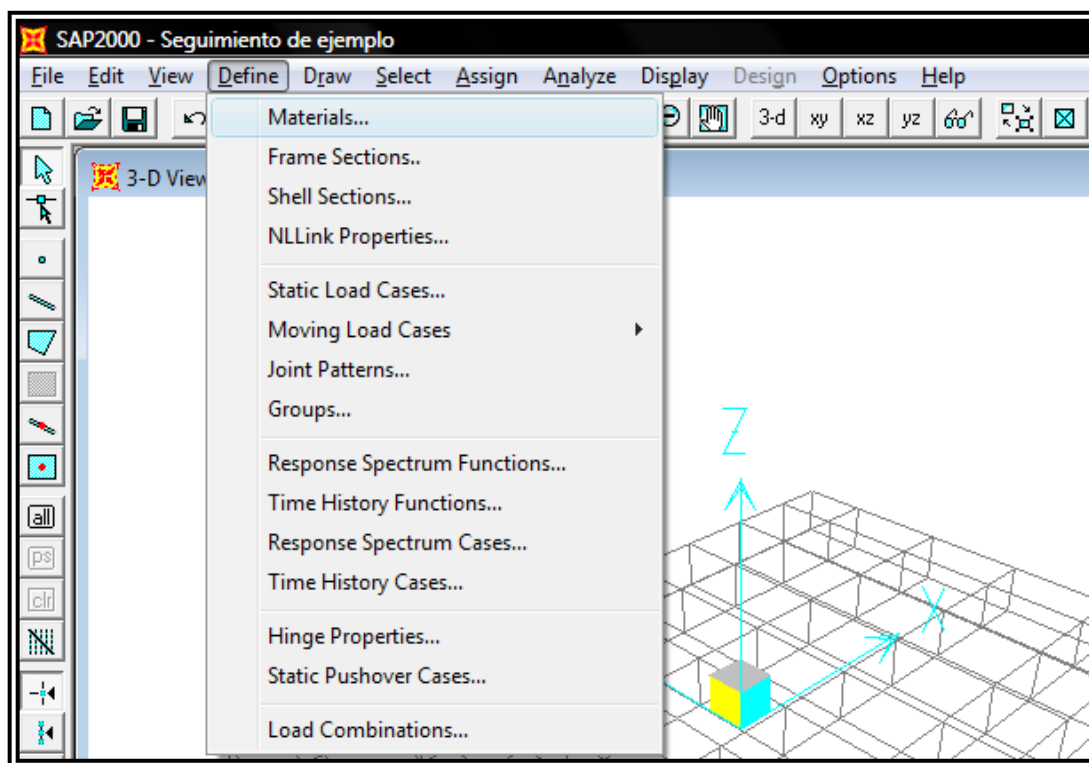 SAP2000 - Seguimiento de ejemplo
File Edit View Define Draw Select Assign Analyze Display Design Options Help
3-d xy xz yz
3-D View
Materials...
Frame Sections..
Shell Sections...
NLLink Properties...
Static Load Cases...
Moving Load Cases
Joint Patterns...
Groups...
Response Spectrum Functions...
Time History Functions...
Response Spectrum Cases...
Time History Cases...
Hinge Properties...
Static Pushover Cases...
Load Combinations...
all
ps
clr
Z
X